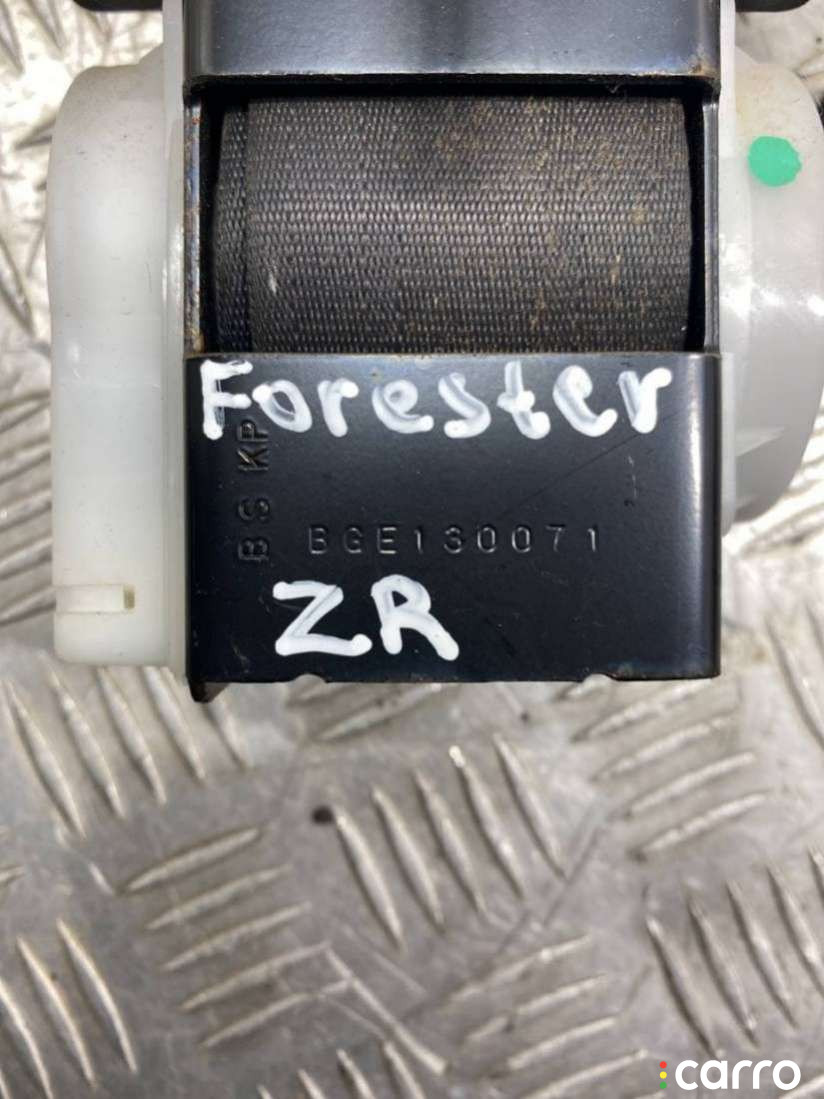 Forester
BS KP
BGE130071
ZR
carro